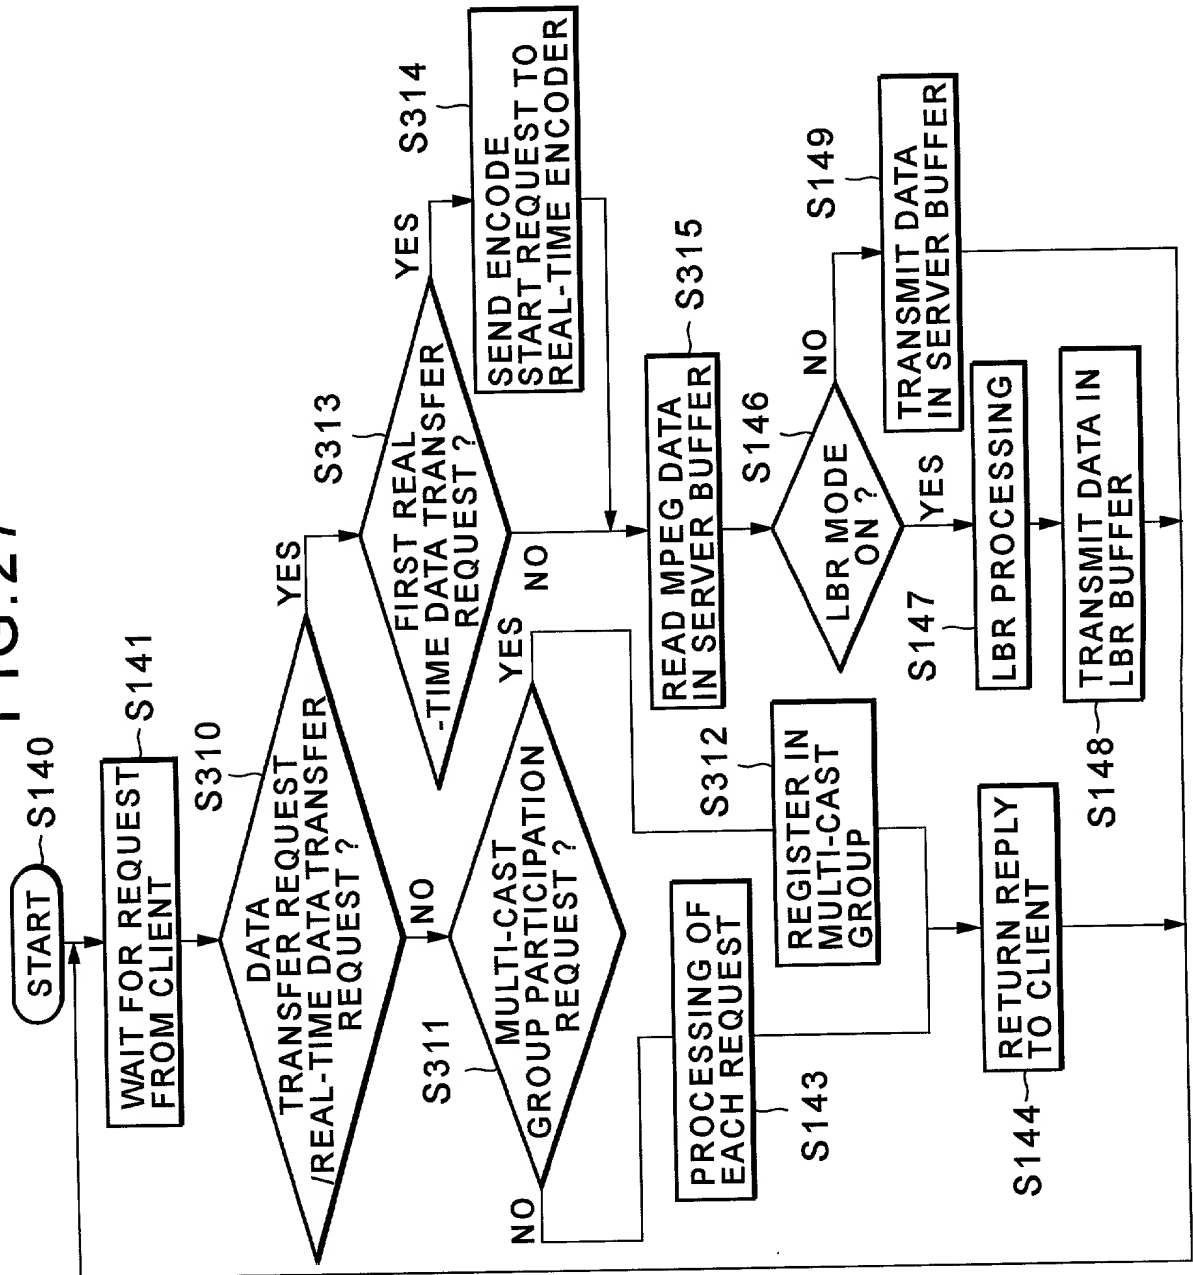 FIG.27
START
S140
WAIT FOR REQUEST
FROM CLIENT
S141
DATA
TRANSFER REQUEST
/REAL-TIME DATA TRANSFER
REQUEST ?
S310
YES
NO
FIRST REAL
-TIME DATA TRANSFER
REQUEST ?
S313
YES
NO
SEND ENCODE
START REQUEST TO
REAL-TIME ENCODER
S314
MULTI-CAST
GROUP PARTICIPATION
REQUEST ?
S311
YES
NO
READ MPEG DATA
IN SERVER BUFFER
S315
PROCESSING OF
EACH REQUEST
S143
REGISTER IN
MULTI-CAST
GROUP
S312
LBR MODE
ON ?
S146
NO
YES
TRANSMIT DATA
IN SERVER BUFFER
S149
LBR PROCESSING
S147
RETURN REPLY
TO CLIENT
S144
TRANSMIT DATA IN
LBR BUFFER
S148